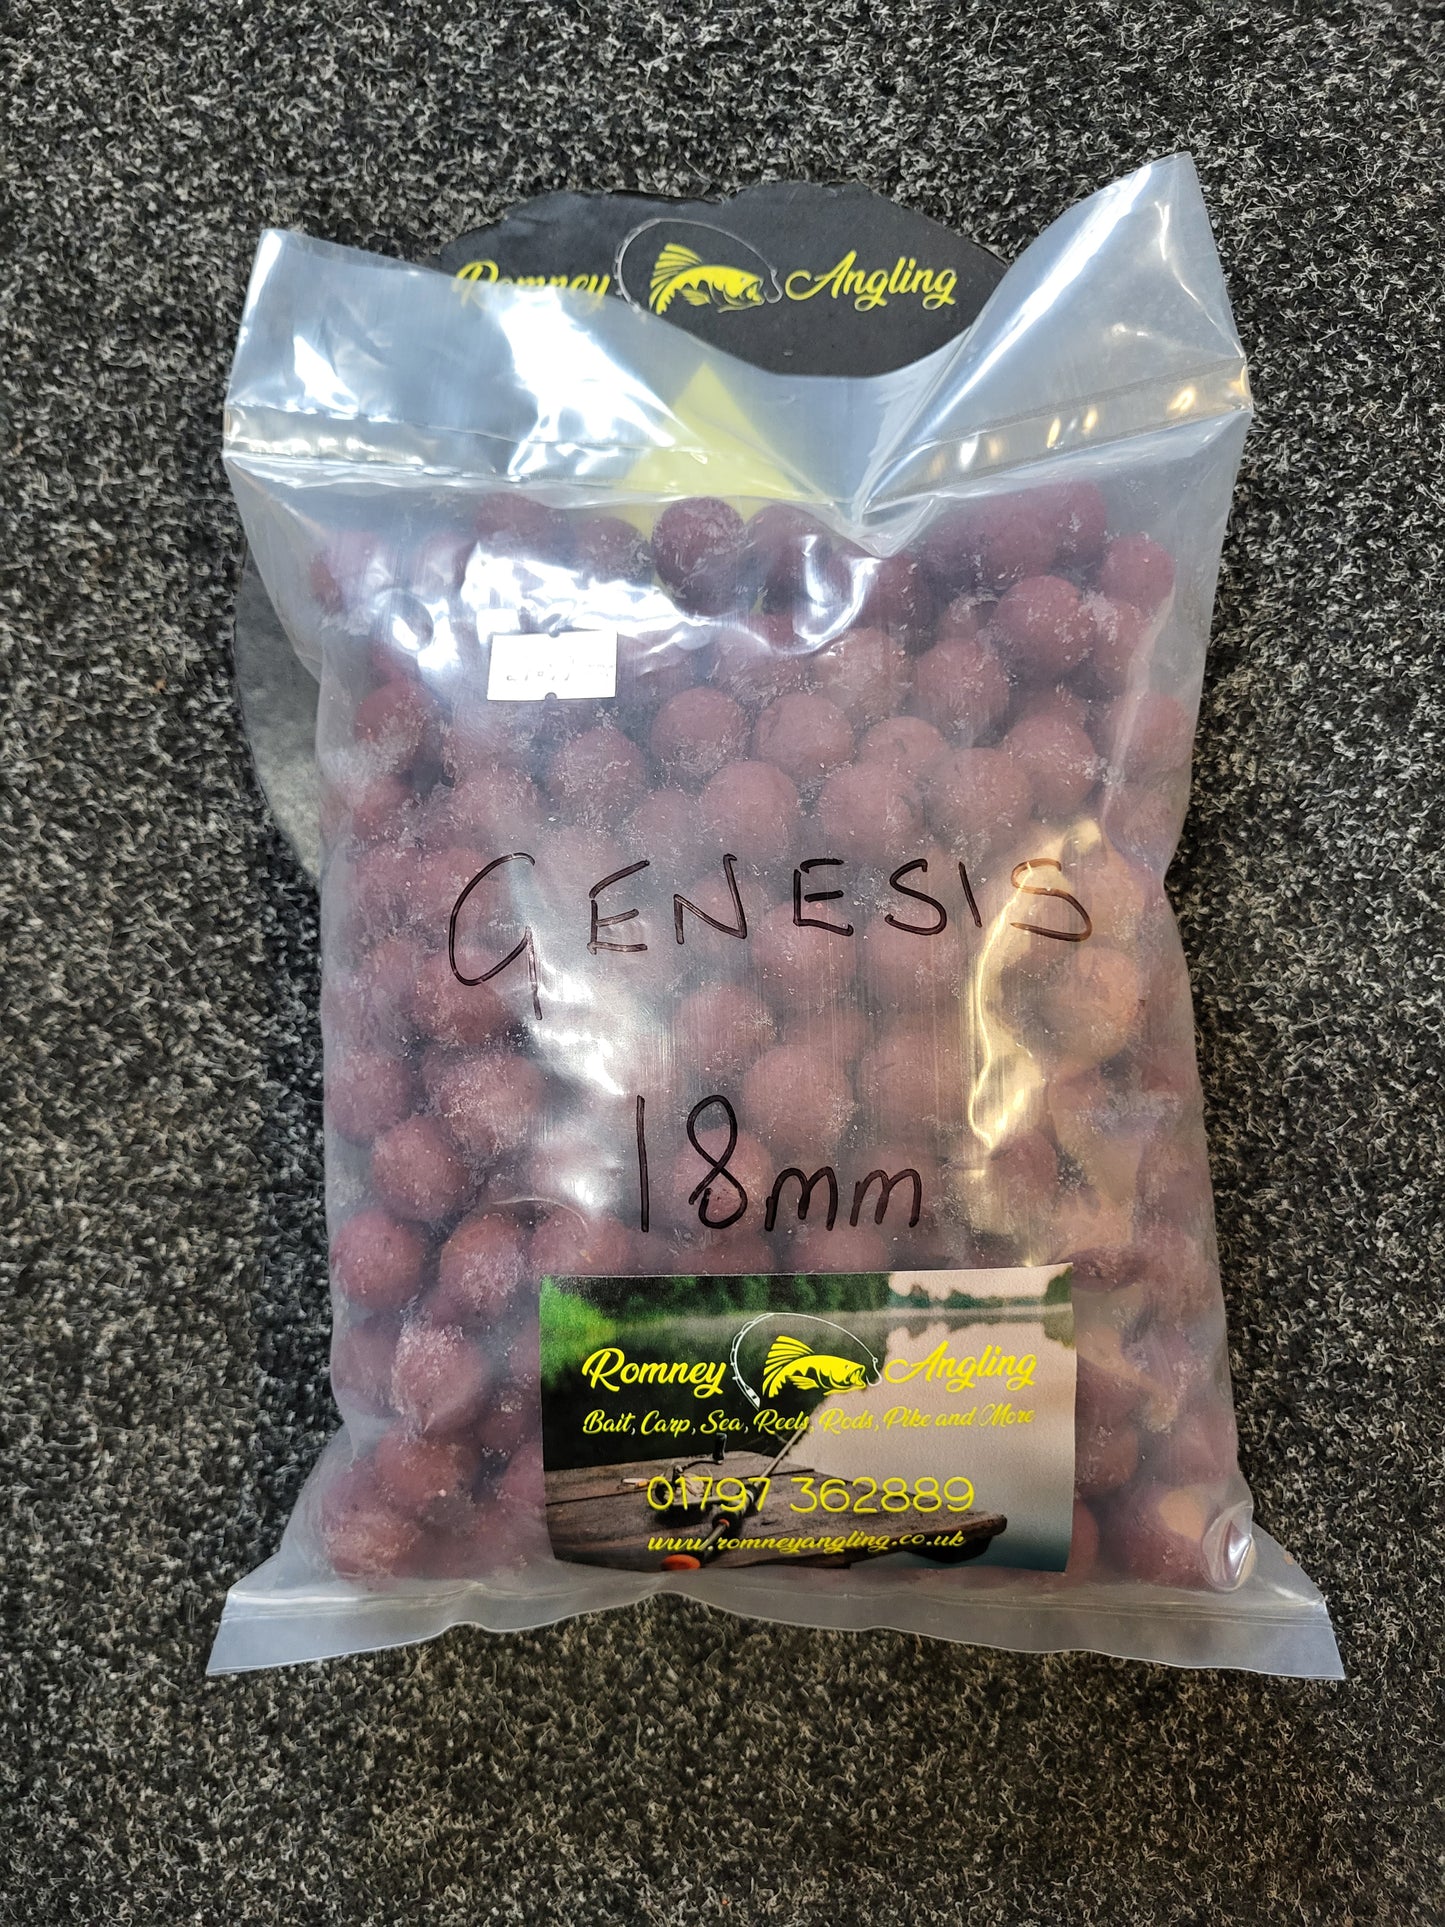 Romney Angling
GENESIS
18mm
Romney Angling
Bait, Carp, Sea, Reels, Rods, Pike and More
01797 362889
www.romneyangling.co.uk